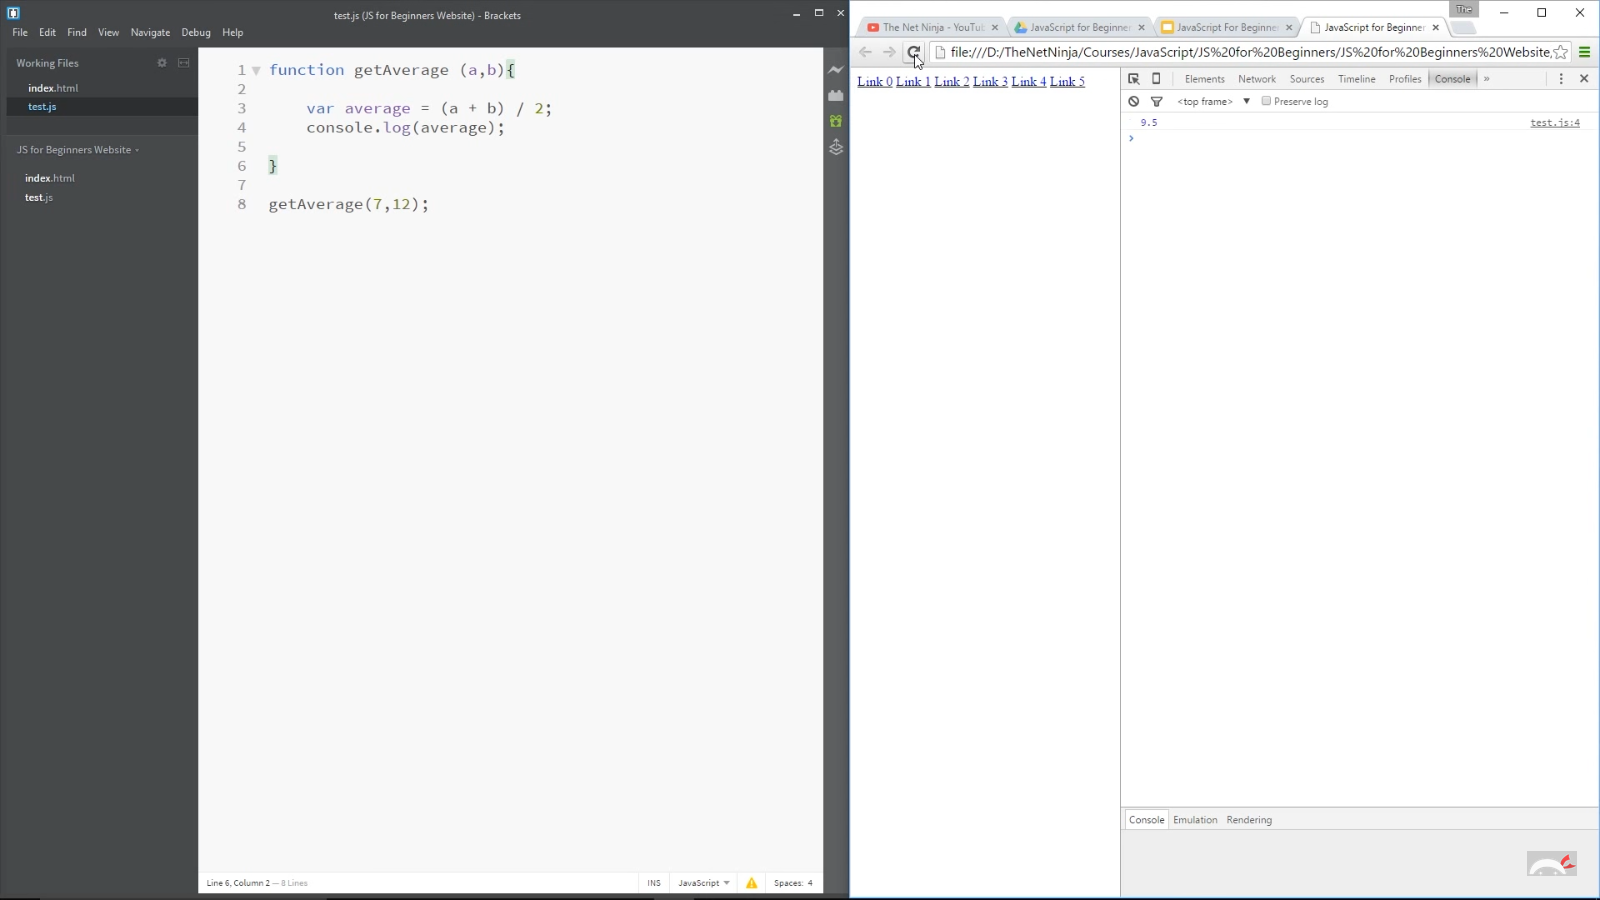 test.js (JS for Beginners Website) - Brackets
File Edit Find View Navigate Debug Help
Working Files
index.html
test.js
JS for Beginners Website
index.html
test.js
1 function getAverage (a,b){
2
3 var average = (a + b) / 2;
4 console.log(average);
5
6 }
7
8 getAverage(7,12);
Line 6, Column 2 — 8 Lines
INS JavaScript Spaces: 4
The
The Net Ninja - YouTub JavaScript for Beginner JavaScript For Beginne JavaScript for Beginner
file:///D:/TheNetNinja/Courses/JavaScript/JS%20for%20Beginners/JS%20for%20Beginners%20Website,
Link 0 Link 1 Link 2 Link 3 Link 4 Link 5
Elements Network Sources Timeline Profiles Console »
<top frame> Preserve log
9.5 test.js:4
Console Emulation Rendering